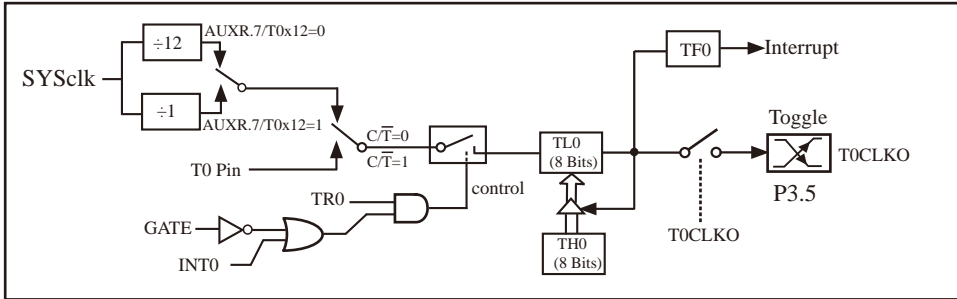 AUXR.7/T0x12=0
÷12
SYSclk
÷1
AUXR.7/T0x12=1
T0 Pin
C/T̅=0
C/T̅=1
TR0
GATE
INT0
control
TL0
(8 Bits)
TH0
(8 Bits)
TF0
Interrupt
Toggle
T0CLKO
P3.5
T0CLKO